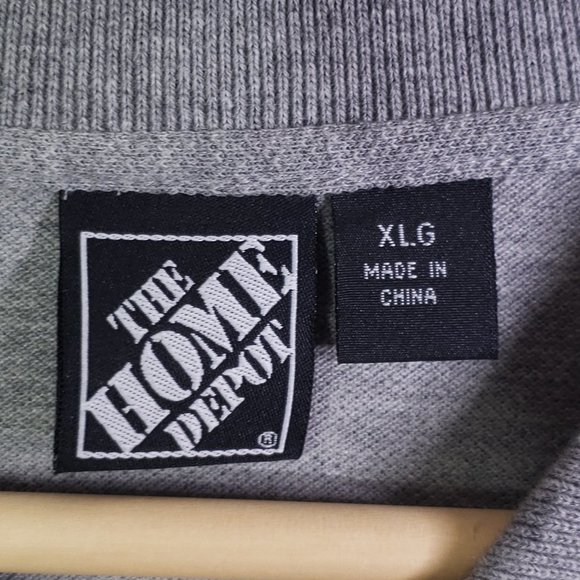 THE
HOME
DEPOT
®
XLG
MADE IN
CHINA